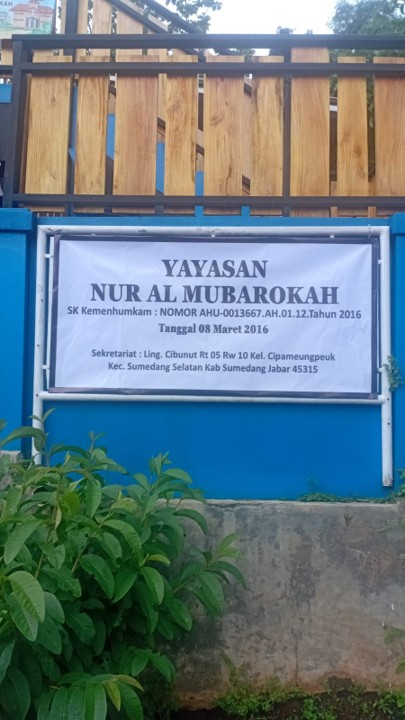 YAYASAN
NUR AL MUBAROKAH
SK Kemenhumkam : NOMOR AHU-0013667.AH.01.12.Tahun 2016
Tanggal 08 Maret 2016
Sekretariat : Ling. Cibunut Rt 05 Rw 10 Kel. Cipameungpeuk
Kec. Sumedang Selatan Kab Sumedang Jabar 45315